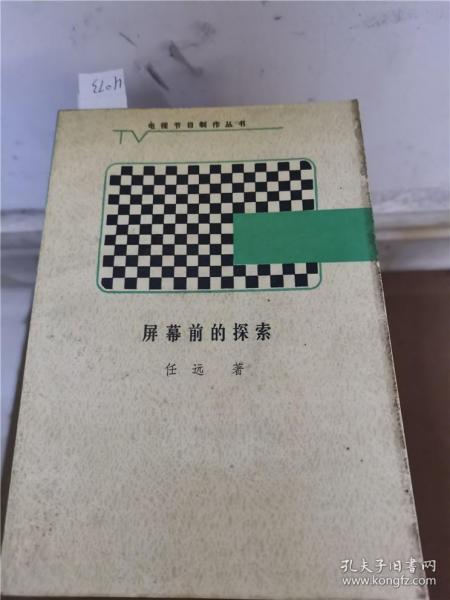 4073
TV 电视节目制作丛书
屏幕前的探索
任远 著
孔夫子旧书网
www.kongfz.com